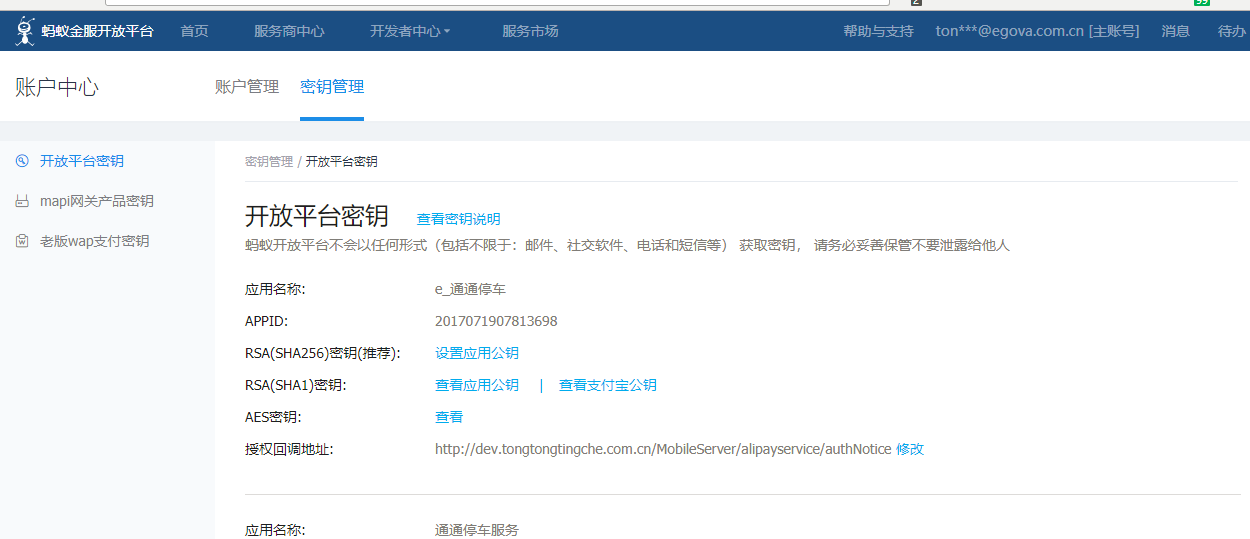 2
99
蚂蚁金服开放平台 首页 服务商中心 开发者中心 服务市场 帮助与支持 ton***@egova.com.cn [主账号] 消息 待办
账户中心 账户管理 密钥管理
开放平台密钥
mapi网关产品密钥
老版wap支付密钥
密钥管理 / 开放平台密钥
开放平台密钥 查看密钥说明
蚂蚁开放平台不会以任何形式（包括不限于：邮件、社交软件、电话和短信等） 获取密钥， 请务必妥善保管不要泄露给他人
应用名称: e_通通停车
APPID: 2017071907813698
RSA(SHA256)密钥(推荐): 设置应用公钥
RSA(SHA1)密钥: 查看应用公钥 | 查看支付宝公钥
AES密钥: 查看
授权回调地址: http://dev.tongtongtingche.com.cn/MobileServer/alipayservice/authNotice 修改
应用名称: 通通停车服务